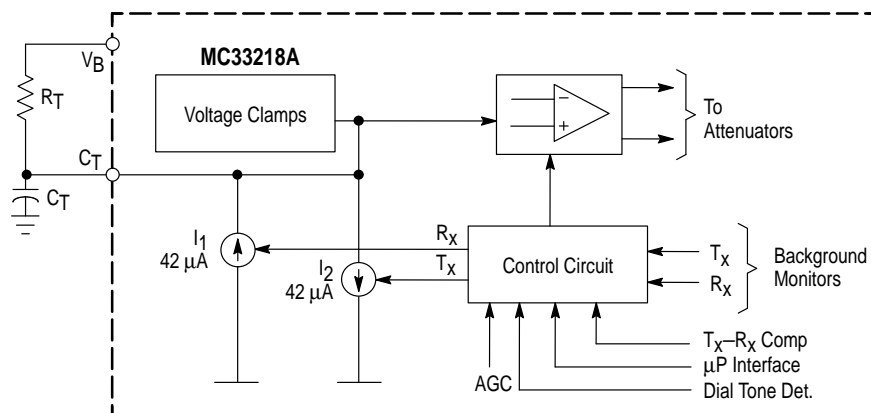 MC33218A
VB
RT
Voltage Clamps
To
Attenuators
CT
CT
I1
42 μA
I2
42 μA
Rx
Tx
Control Circuit
Tx
Rx
Background
Monitors
AGC
Tx–Rx Comp
μP Interface
Dial Tone Det.